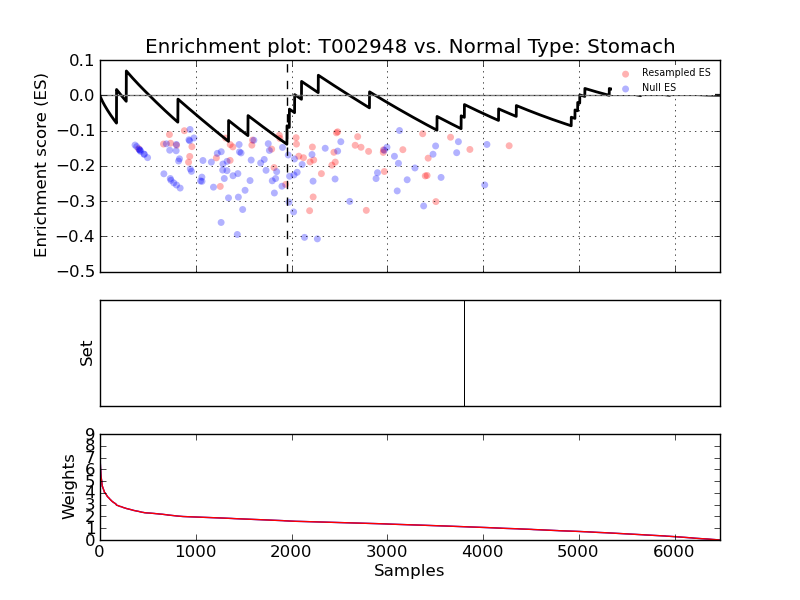 Enrichment plot: T002948 vs. Normal Type: Stomach
Enrichment score (ES)
0.1
0.0
−0.1
−0.2
−0.3
−0.4
−0.5
Resampled ES
Null ES
Set
Weights
9
8
7
6
5
4
3
2
1
0
0 1000 2000 3000 4000 5000 6000
Samples